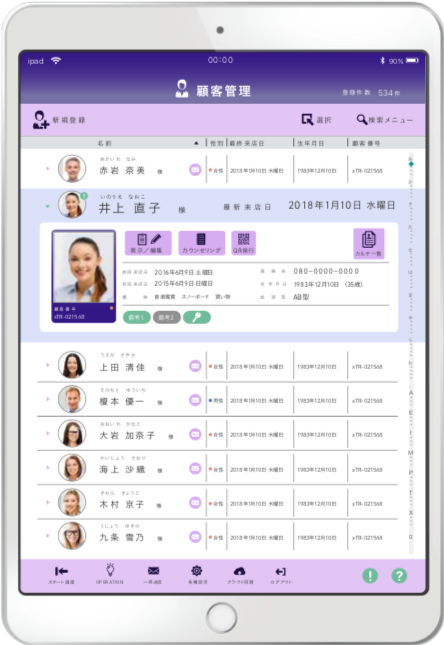 ipad 00:00 90%
顧客管理
登録件数 534件
新規登録 選択 検索メニュー
名前 ▲ 性別 最終来店日 生年月日 顧客番号
あかいわ なみ
赤岩 奈美 様 女性 2018年1月10日 水曜日 1983年12月10日 xTR-021568
いのうえ なおこ
井上 直子 様 最新来店日 2018年1月10日 水曜日
表示/編集 カウンセリング QR発行 カルテ一覧
前回来店日 2016年6月9日 土曜日 080-0000-0000
初回来店日 2015年6月9日 日曜日 生年月日 1983年12月10日 (35歳)
音楽鑑賞 スノーボード 買い物 血液型 AB型
顧客番号
xTR-021568
備考1 備考2
うえだ さやか
上田 清佳 様 女性 2018年1月10日 水曜日 1983年12月10日 xTR-021568
えのもと ゆういち
榎本 優一 様 男性 2018年1月10日 水曜日 1983年12月10日 xTR-021568
おおいわ かなこ
大岩 加奈子 様 女性 2018年1月10日 水曜日 1983年12月10日 xTR-021568
かいじょう さおり
海上 沙織 様 女性 2018年1月10日 水曜日 1983年12月10日 xTR-021568
きむら きょうこ
木村 京子 様 女性 2018年1月10日 水曜日 1983年12月10日 xTR-021568
くじょう ゆきの
九条 雪乃 様 女性 2018年1月10日 水曜日 1983年12月10日 xTR-021568
スタート画面 OPERATION 一斉送信 各種設定 ログアウト ! ?